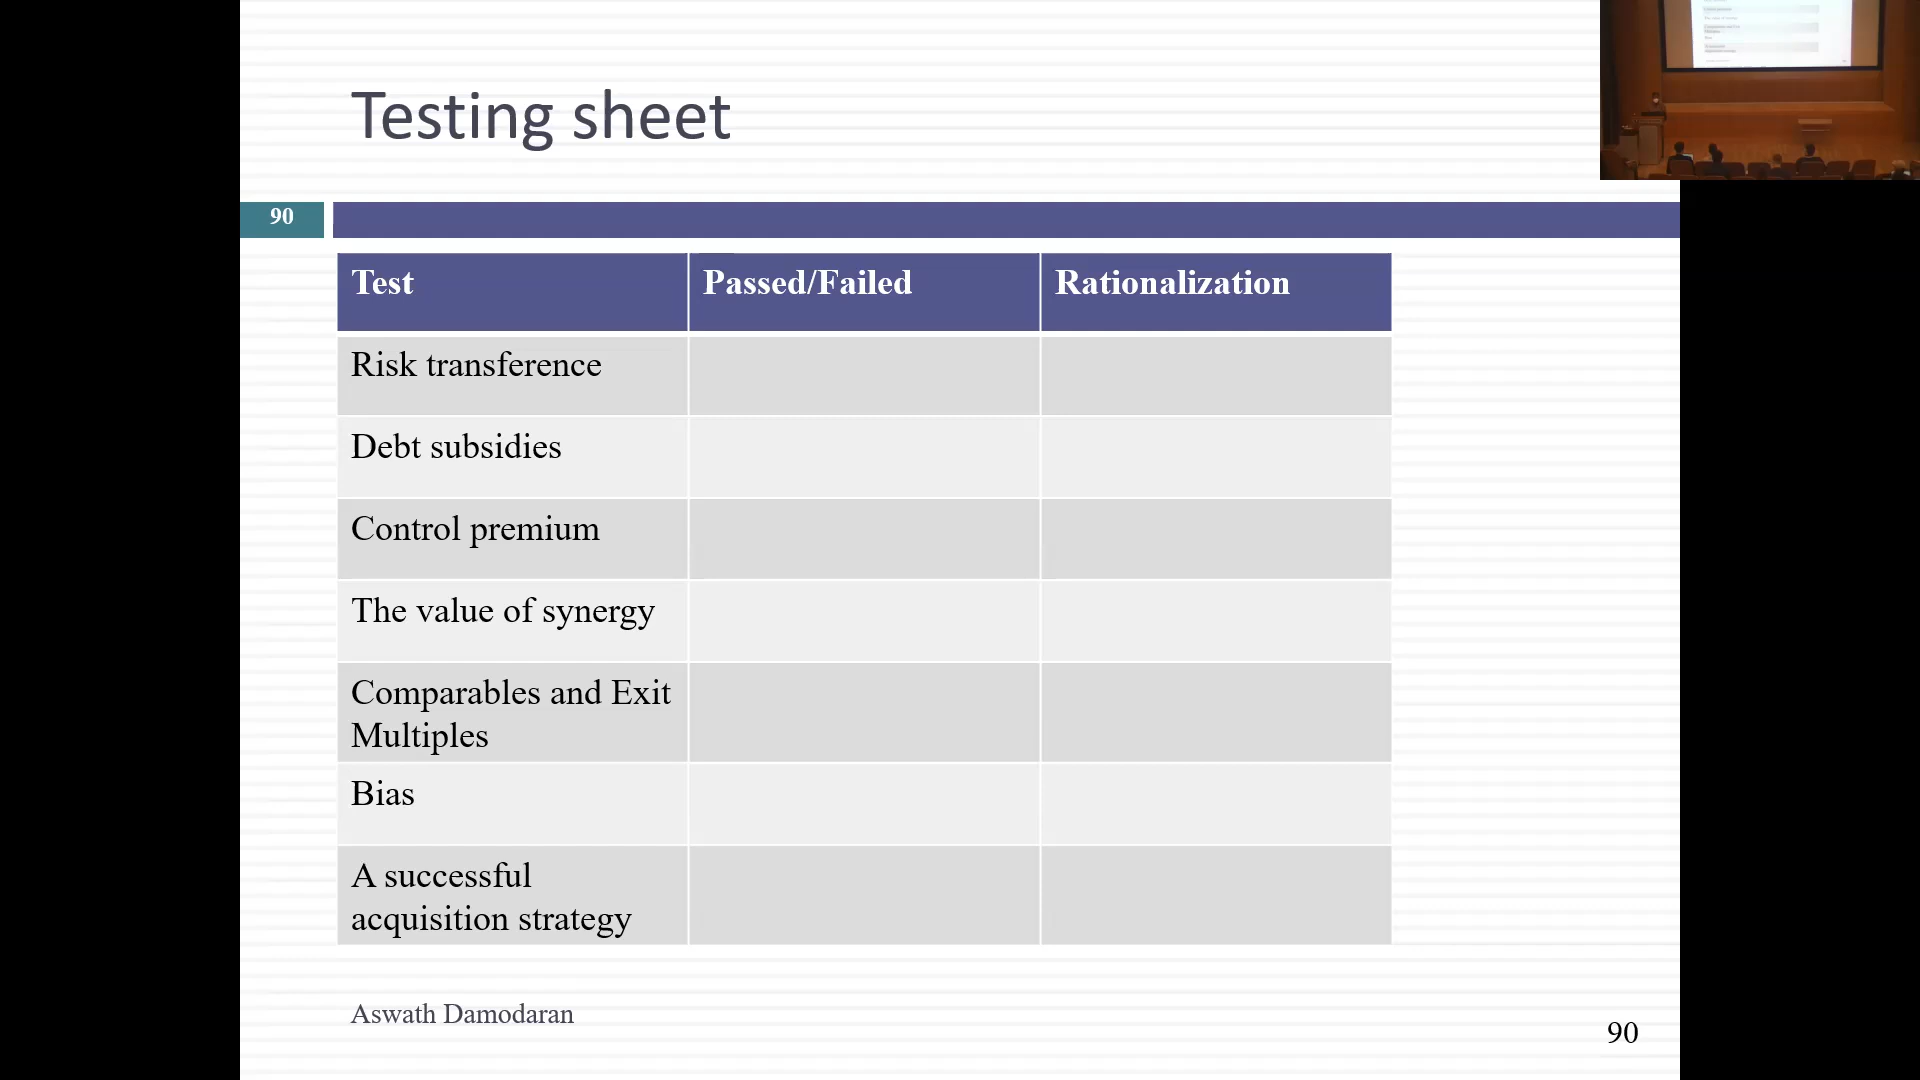 Testing sheet
90
Test Passed/Failed Rationalization
Risk transference
Debt subsidies
Control premium
The value of synergy
Comparables and Exit
Multiples
Bias
A successful
acquisition strategy
Aswath Damodaran
90